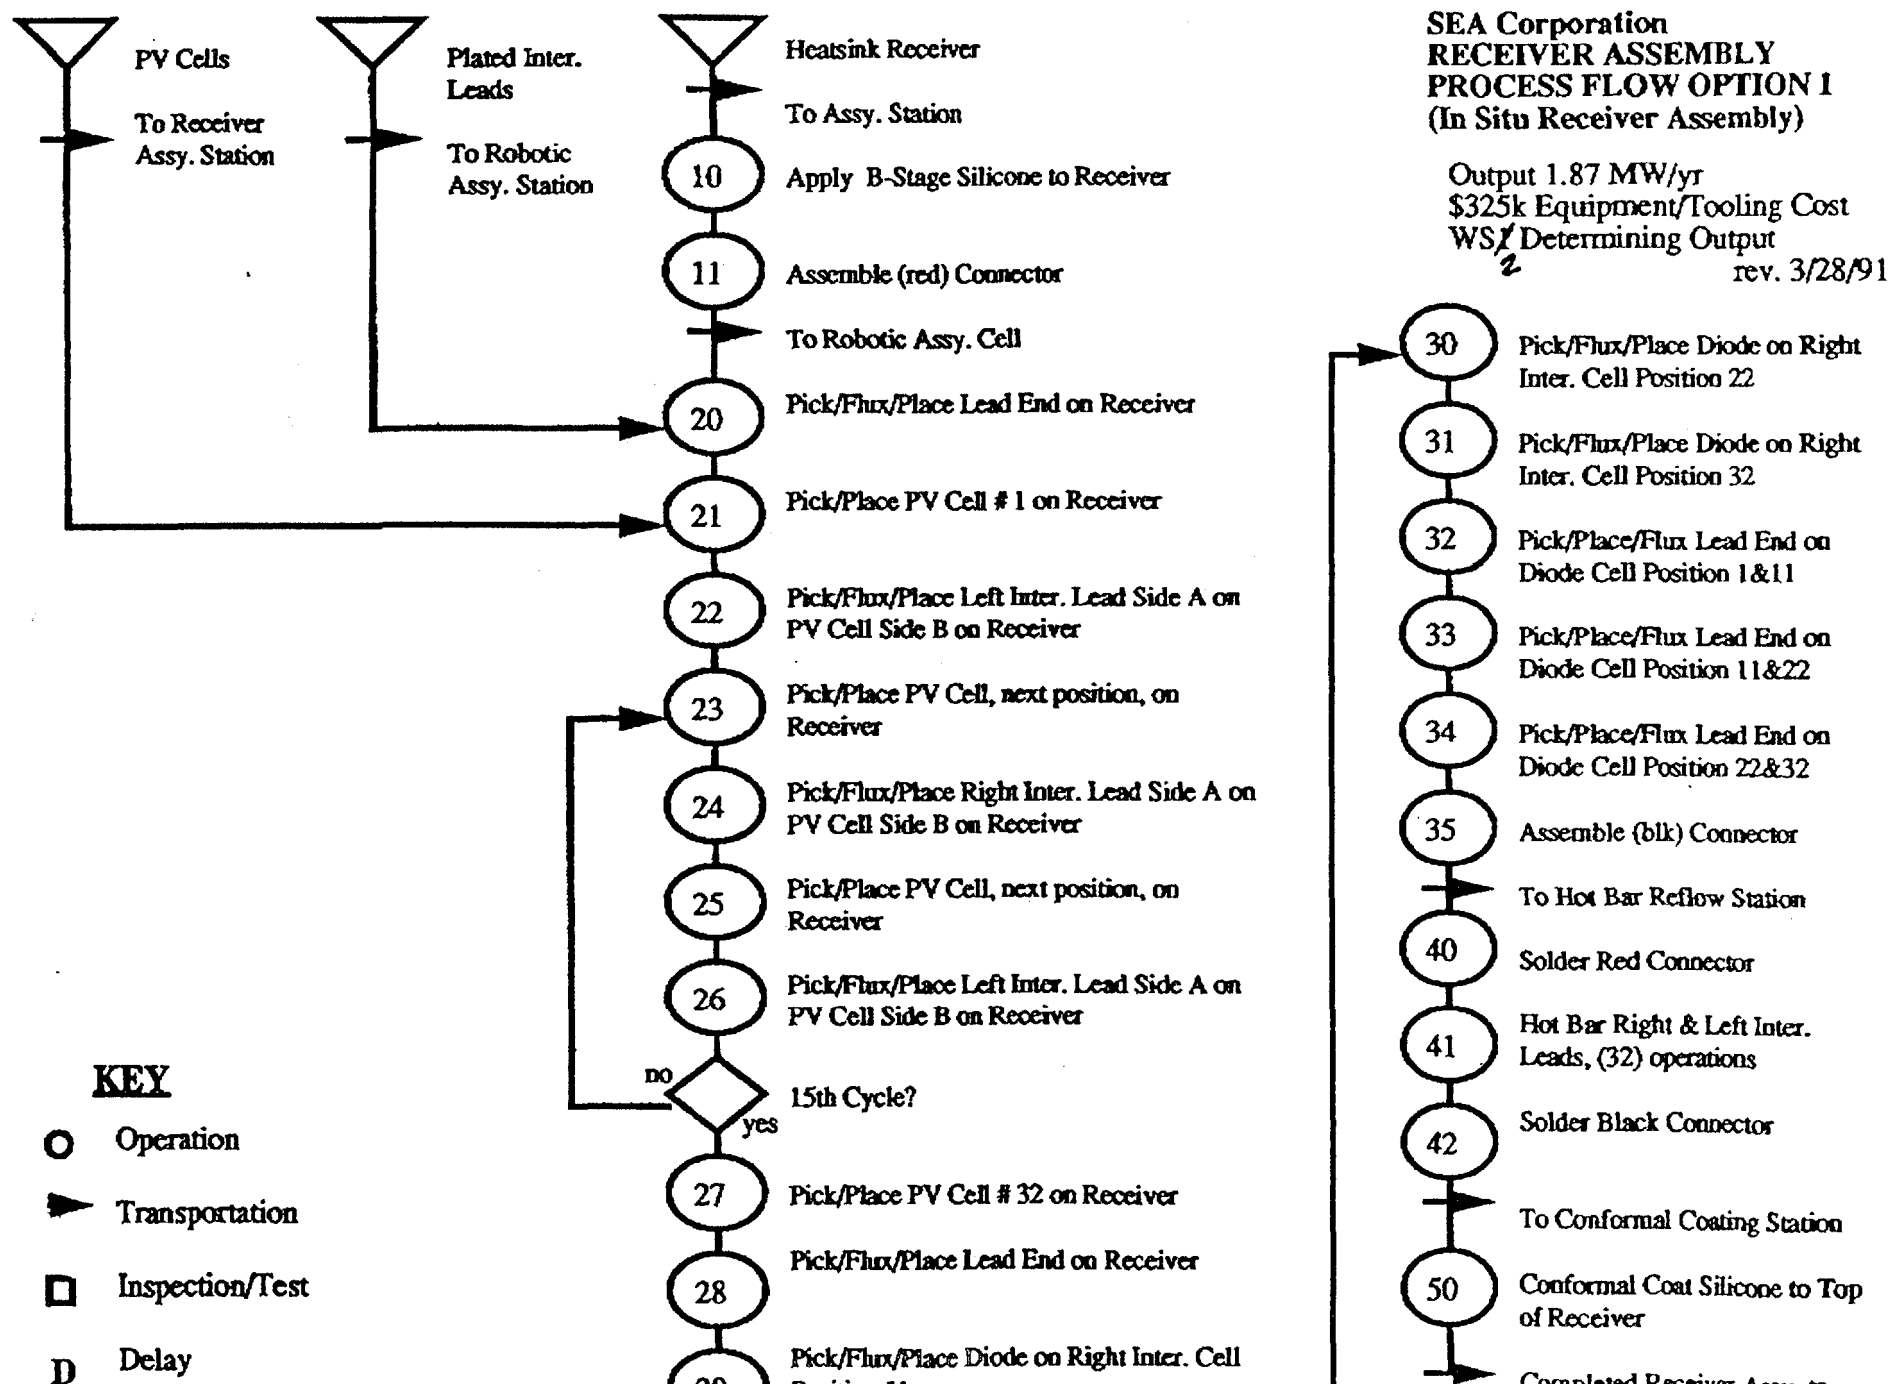 PV Cells
To Receiver
Assy. Station
Plated Inter.
Leads
To Robotic
Assy. Station
Heatsink Receiver
To Assy. Station
10
Apply B-Stage Silicone to Receiver
11
Assemble (red) Connector
To Robotic Assy. Cell
20
Pick/Flux/Place Lead End on Receiver
21
Pick/Place PV Cell # 1 on Receiver
22
Pick/Flux/Place Left Inter. Lead Side A on
PV Cell Side B on Receiver
23
Pick/Place PV Cell, next position, on
Receiver
24
Pick/Flux/Place Right Inter. Lead Side A on
PV Cell Side B on Receiver
25
Pick/Place PV Cell, next position, on
Receiver
26
Pick/Flux/Place Left Inter. Lead Side A on
PV Cell Side B on Receiver
no
15th Cycle?
yes
27
Pick/Place PV Cell # 32 on Receiver
28
Pick/Flux/Place Lead End on Receiver
Pick/Flux/Place Diode on Right Inter. Cell
KEY
Operation
Transportation
Inspection/Test
D Delay
SEA Corporation
RECEIVER ASSEMBLY
PROCESS FLOW OPTION 1
(In Situ Receiver Assembly)
Output 1.87 MW/yr
$325k Equipment/Tooling Cost
WS1 Determining Output
2
rev. 3/28/91
30
Pick/Flux/Place Diode on Right
Inter. Cell Position 22
31
Pick/Flux/Place Diode on Right
Inter. Cell Position 32
32
Pick/Place/Flux Lead End on
Diode Cell Position 1&11
33
Pick/Place/Flux Lead End on
Diode Cell Position 11&22
34
Pick/Place/Flux Lead End on
Diode Cell Position 22&32
35
Assemble (blk) Connector
To Hot Bar Reflow Station
40
Solder Red Connector
41
Hot Bar Right & Left Inter.
Leads, (32) operations
42
Solder Black Connector
To Conformal Coating Station
50
Conformal Coat Silicone to Top
of Receiver
Completed Receiver Assy. to